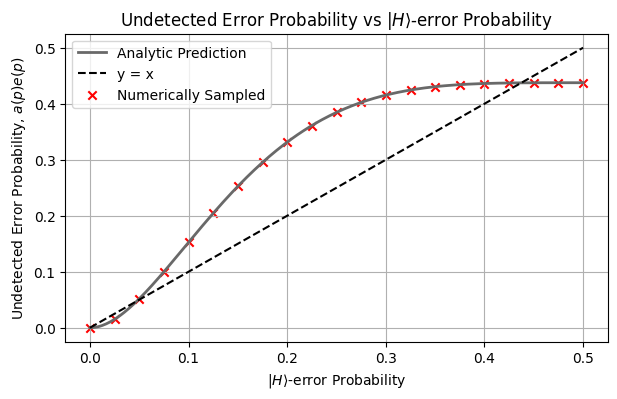 Undetected Error Probability vs |H⟩-error Probability
Analytic Prediction
y = x
Numerically Sampled
Undetected Error Probability, a(p)e(p)
0.5
0.4
0.3
0.2
0.1
0.0
0.0 0.1 0.2 0.3 0.4 0.5
|H⟩-error Probability